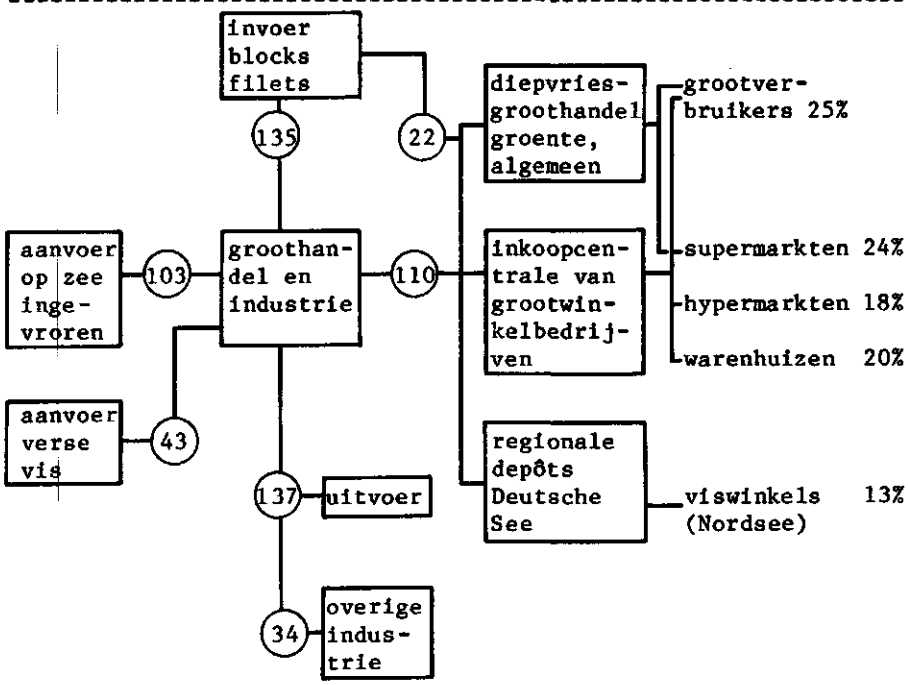 invoer
blocks
filets
135
22
diepvries-
groothandel
groente,
algemeen
grootver-
bruikers 25%
aanvoer
op zee
inge-
vroren
103
groothan-
del en
industrie
110
inkoopcen-
trale van
grootwin-
kelbedrij-
ven
supermarkten 24%
hypermarkten 18%
warenhuizen 20%
aanvoer
verse
vis
43
regionale
depôts
Deutsche
See
viswinkels 13%
(Nordsee)
137
uitvoer
34
overige
indus-
trie